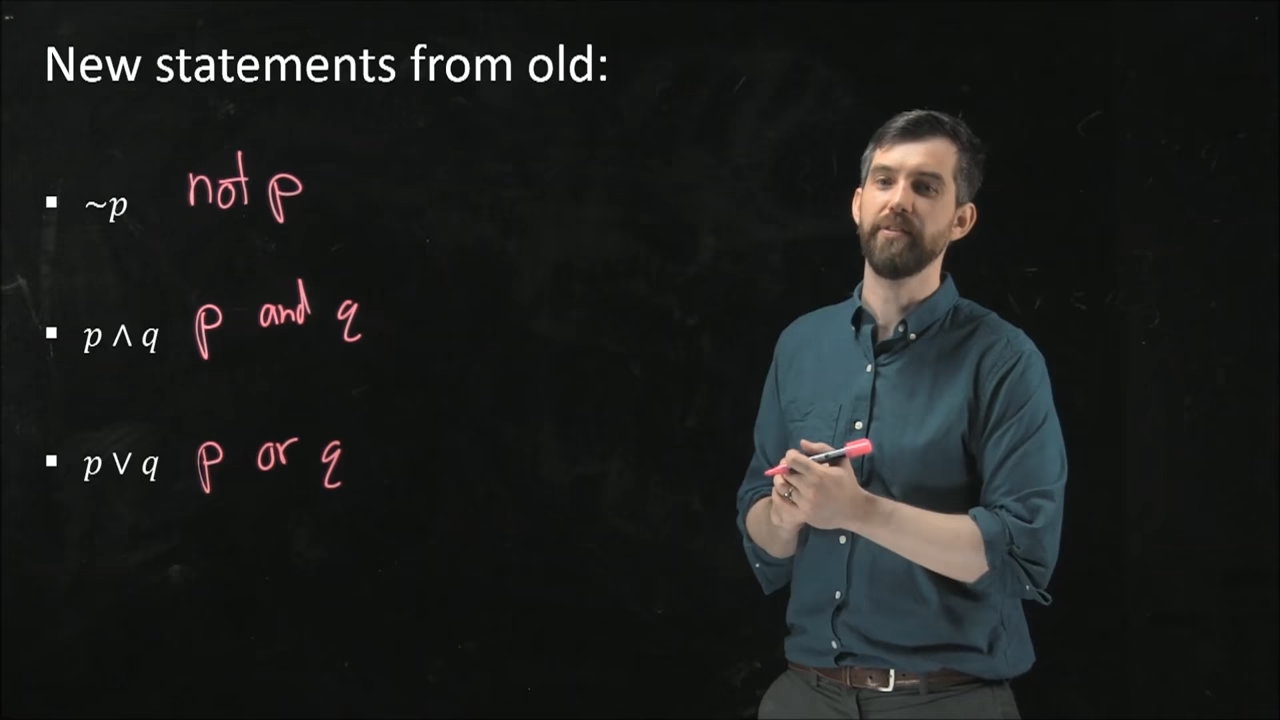 New statements from old:
▪ ~p not p
▪ p ∧ q p and q
▪ p ∨ q p or q